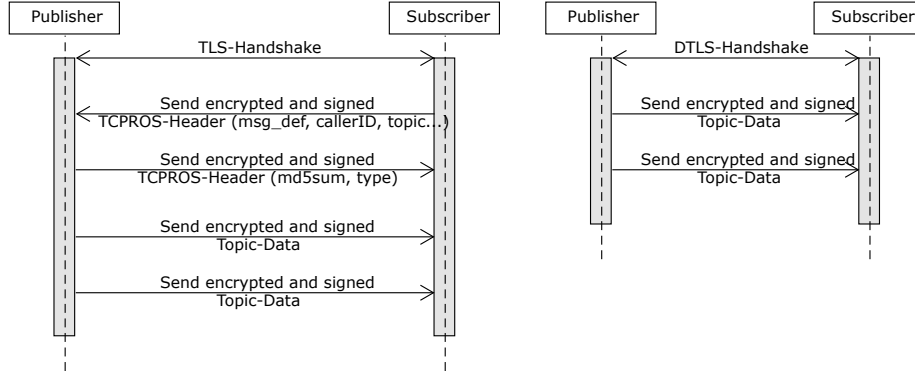 Publisher
Subscriber
TLS-Handshake
Send encrypted and signed
TCPROS-Header (msg_def, callerID, topic...)
Send encrypted and signed
TCPROS-Header (md5sum, type)
Send encrypted and signed
Topic-Data
Send encrypted and signed
Topic-Data
Publisher
Subscriber
DTLS-Handshake
Send encrypted and signed
Topic-Data
Send encrypted and signed
Topic-Data